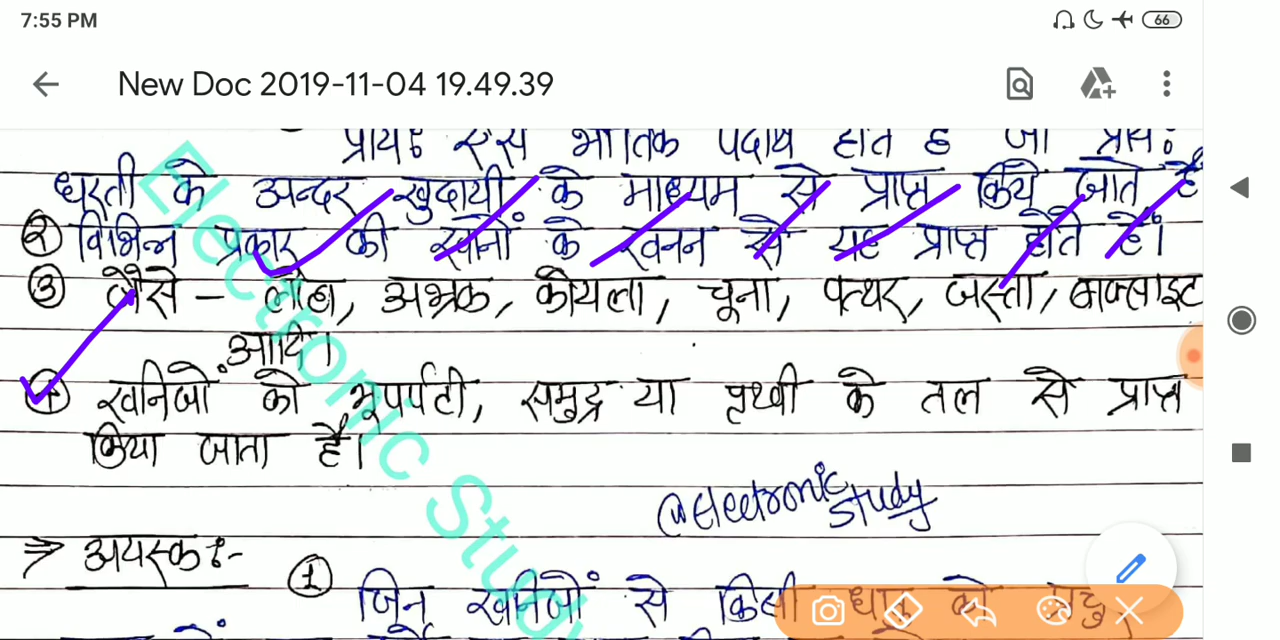 7:55 PM
66
New Doc 2019-11-04 19.49.39
प्रायः ऐसे भौतिक पदार्थ होते है जो
धरती के अन्दर खुदायी के माध्यम से प्राप्त किये जाते है
② विभिन्न प्रकार की खानों के खनन से यह प्राप्त होते हैं।
③ जैसे - लोहा, अभ्रक, कोयला, चूना, पत्थर, जस्ता, बाक्साइट
आदि।
④ खनिजों को भूपर्पटी, समुद्र या पृथ्वी के तल से प्राप्त
किया जाता है।
@electronic study
⇒ अयस्क :-
① जिन खनिजों से किसी धातु को
Electronic Study